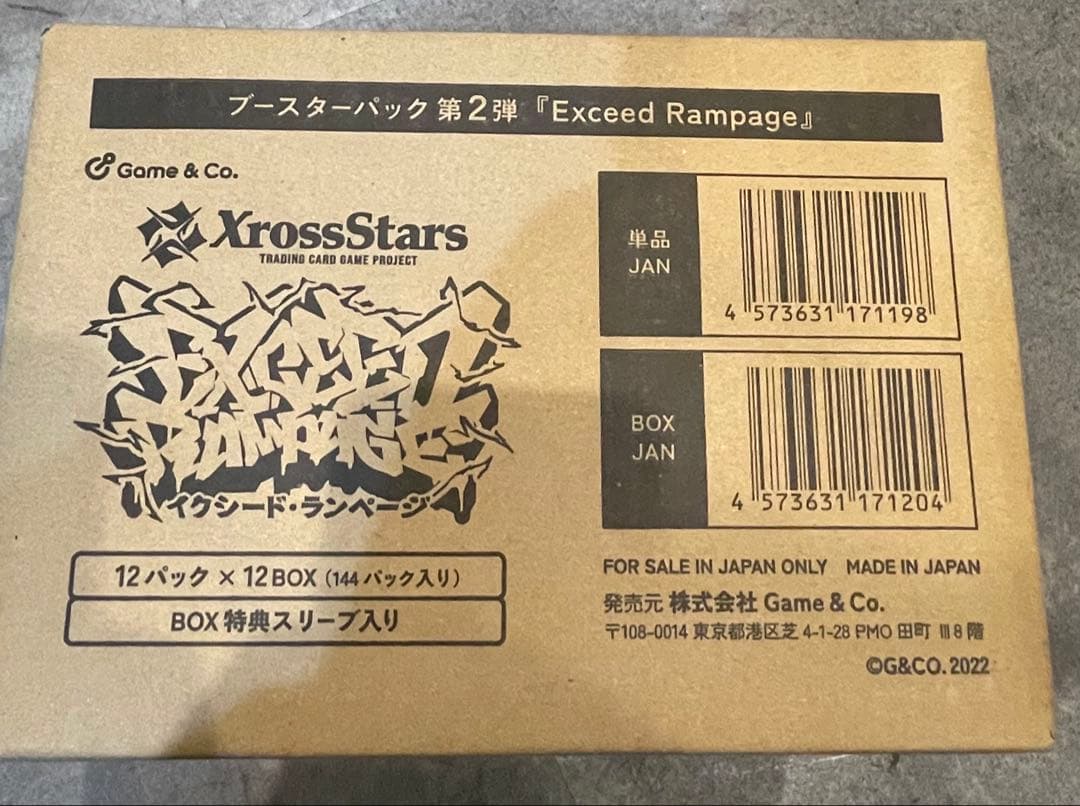 ブースターパック 第2弾 『Exceed Rampage』
Game & Co.
XrossStars
TRADING CARD GAME PROJECT
EXCEED
RAMPAGE
イクシード・ランページ
12パック × 12BOX (144パック入り)
BOX特典スリーブ入り
単品
JAN
4 573631 171198
BOX
JAN
4 573631 171204
FOR SALE IN JAPAN ONLY MADE IN JAPAN
発売元 株式会社 Game & Co.
〒108-0014 東京都港区芝 4-1-28 PMO 田町 Ⅲ 8 階
©G&CO. 2022